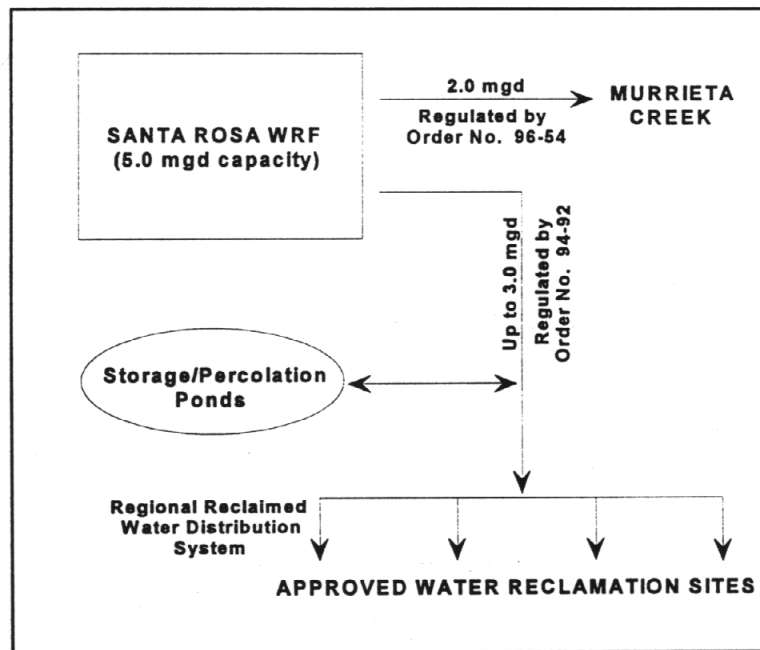 SANTA ROSA WRF
(5.0 mgd capacity)
2.0 mgd
Regulated by
Order No. 96-54
MURRIETA
CREEK
Up to 3.0 mgd
Regulated by
Order No. 94-92
Storage/Percolation
Ponds
Regional Reclaimed
Water Distribution
System
APPROVED WATER RECLAMATION SITES